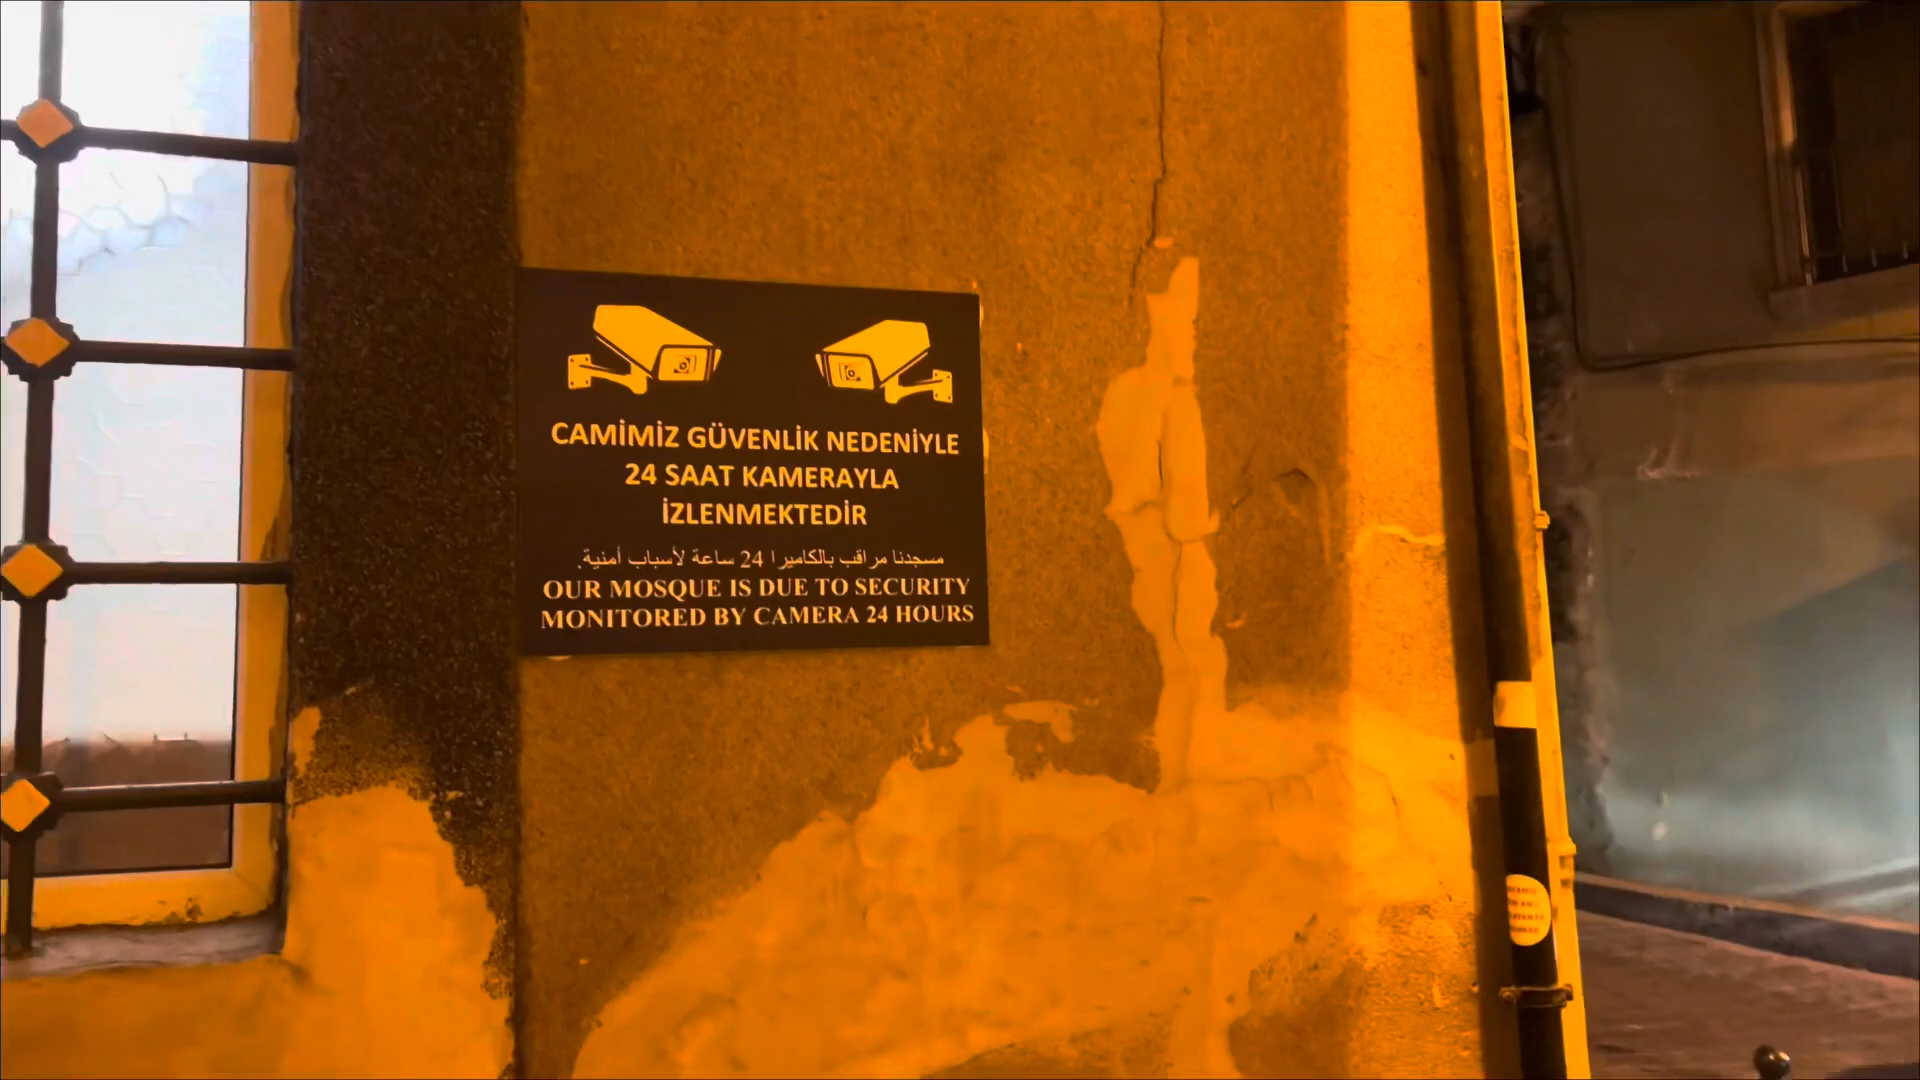 CAMİMİZ GÜVENLİK NEDENİYLE
24 SAAT KAMERAYLA
İZLENMEKTEDİR
مسجدنا مراقب بالكاميرا 24 ساعة لأسباب أمنية.
OUR MOSQUE IS DUE TO SECURITY
MONITORED BY CAMERA 24 HOURS